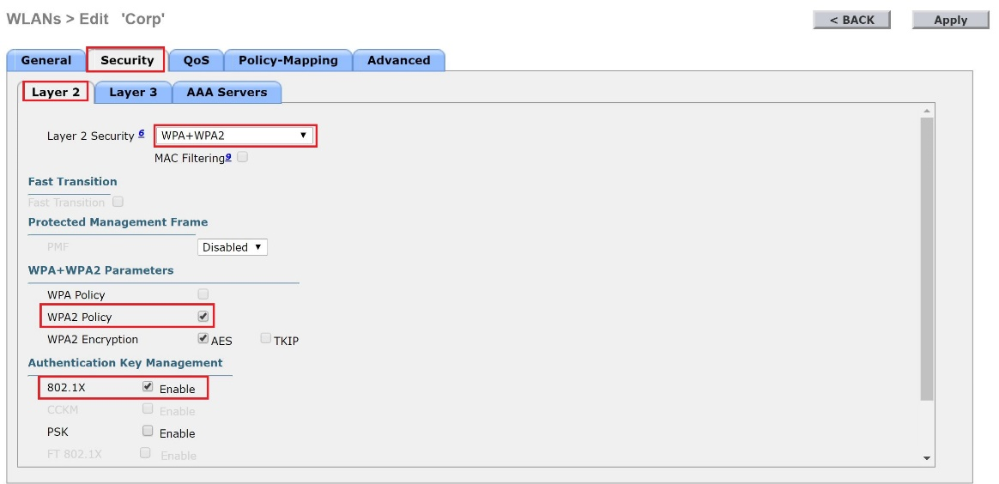 WLANs > Edit 'Corp'
< BACK
Apply
General
Security
QoS
Policy-Mapping
Advanced
Layer 2
Layer 3
AAA Servers
Layer 2 Security 6
WPA+WPA2
MAC Filtering9
Fast Transition
Fast Transition
Protected Management Frame
PMF
Disabled
WPA+WPA2 Parameters
WPA Policy
WPA2 Policy
WPA2 Encryption
AES
TKIP
Authentication Key Management
802.1X
Enable
CCKM
Enable
PSK
Enable
FT 802.1X
Enable